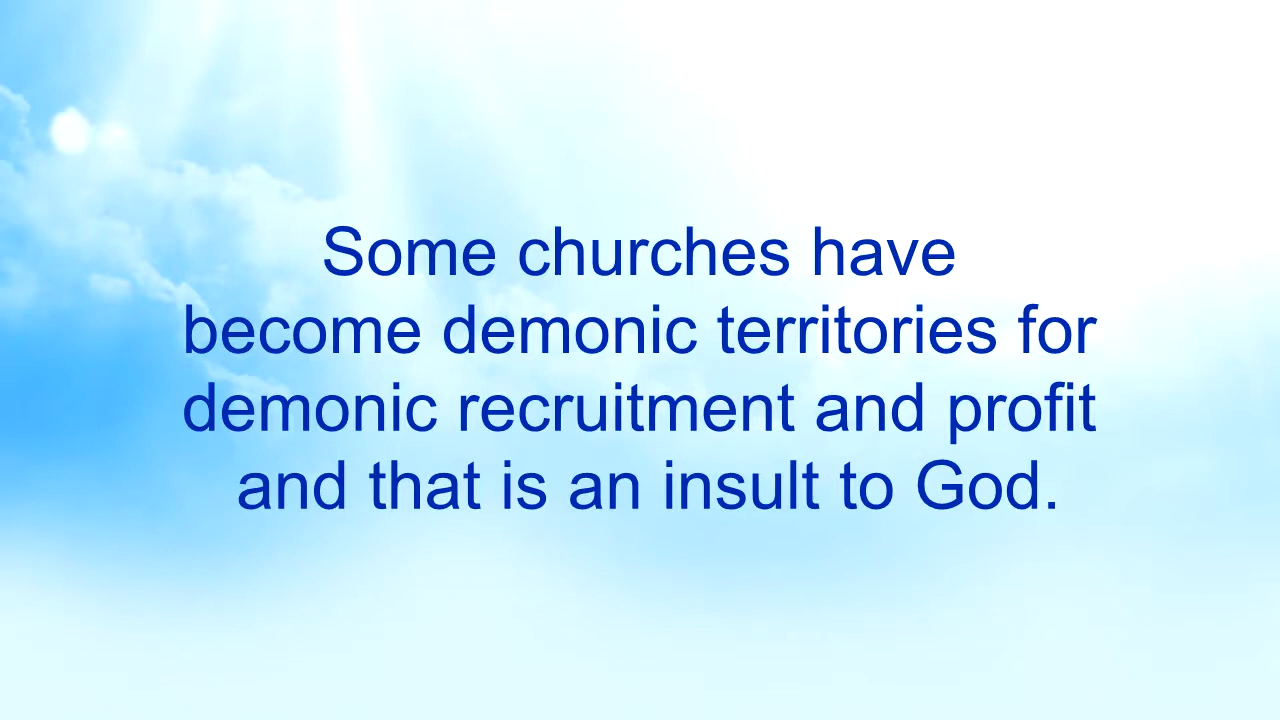 Some churches have
become demonic territories for
demonic recruitment and profit
and that is an insult to God.